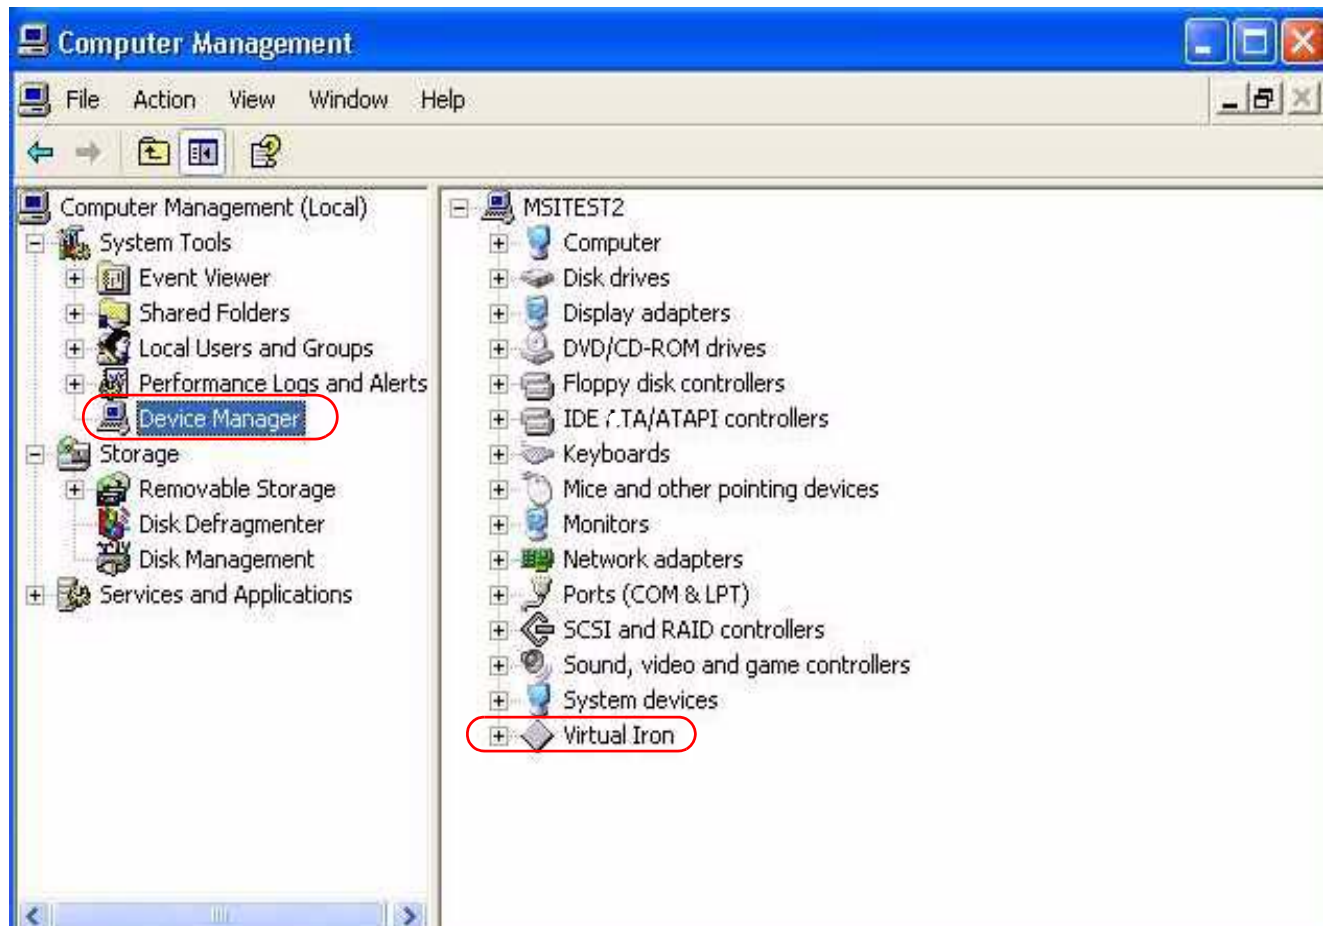 Computer Management
File Action View Window Help
Computer Management (Local)
System Tools
Event Viewer
Shared Folders
Local Users and Groups
Performance Logs and Alerts
Device Manager
Storage
Removable Storage
Disk Defragmenter
Disk Management
Services and Applications
MSITEST2
Computer
Disk drives
Display adapters
DVD/CD-ROM drives
Floppy disk controllers
IDE /ATAPI controllers
Keyboards
Mice and other pointing devices
Monitors
Network adapters
Ports (COM & LPT)
SCSI and RAID controllers
Sound, video and game controllers
System devices
Virtual Iron